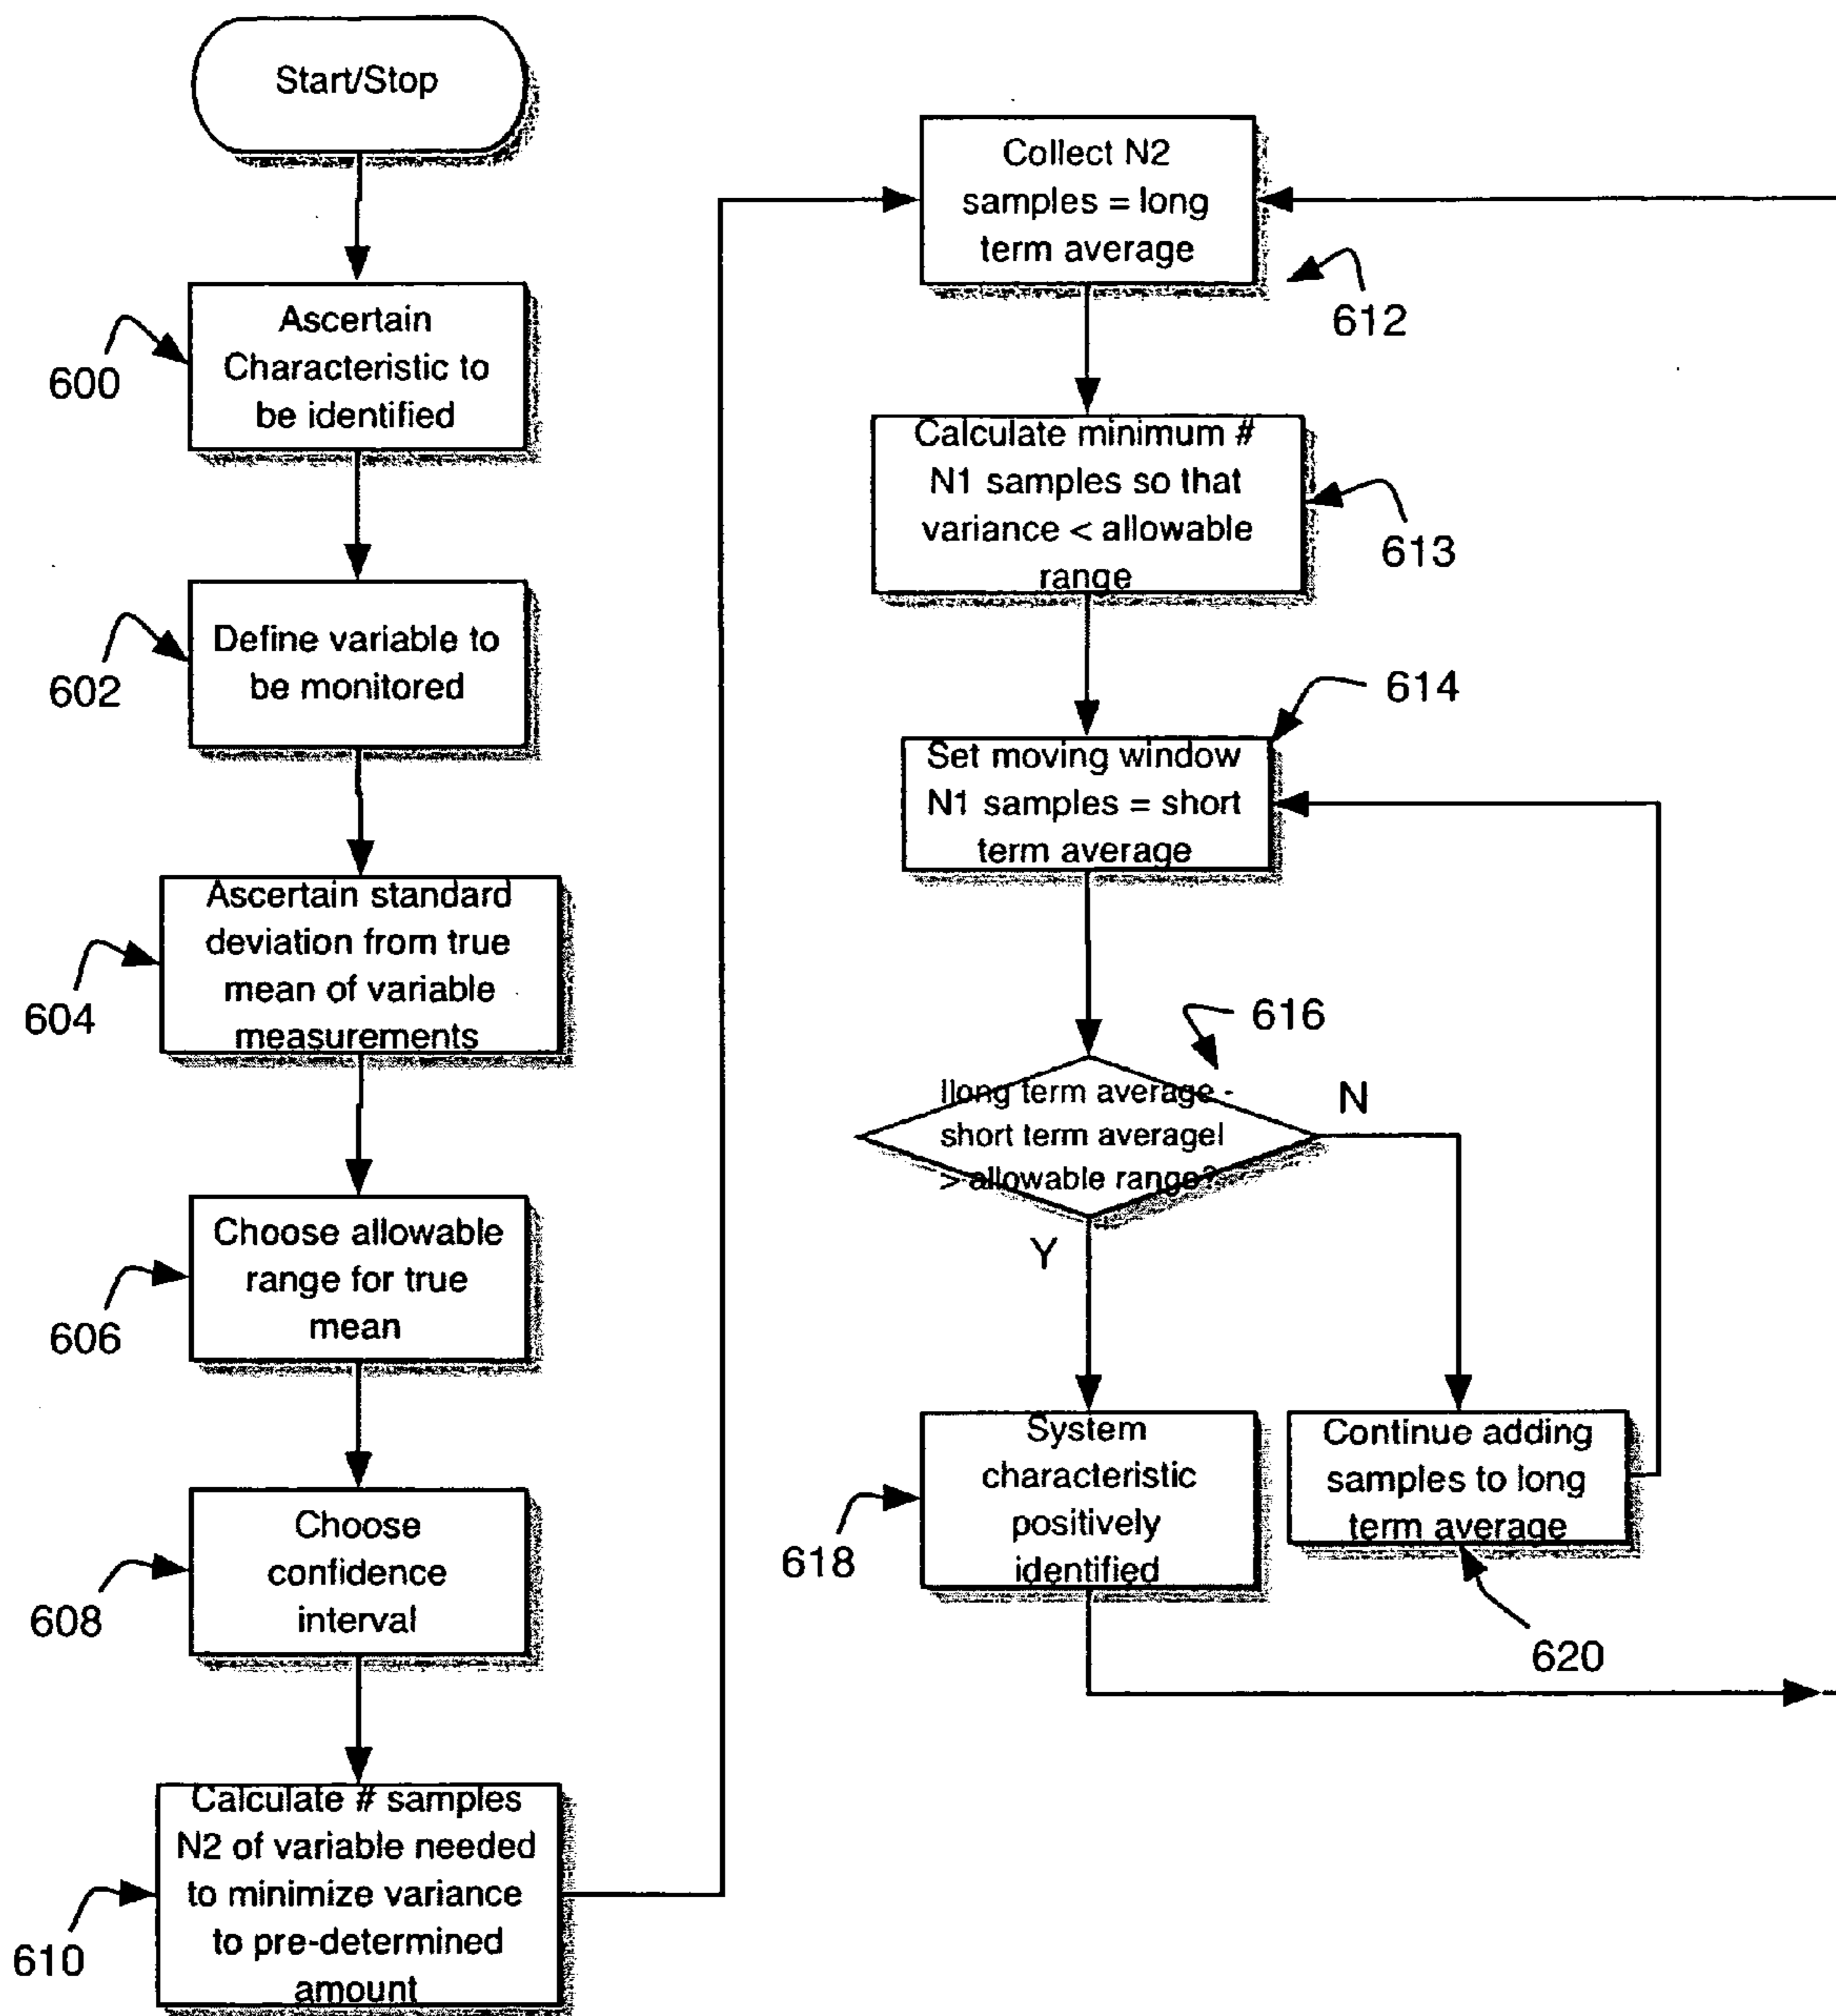 Start/Stop
Ascertain
Characteristic to
be identified
600
Define variable to
be monitored
602
Ascertain standard
deviation from true
mean of variable
measurements
604
Choose allowable
range for true
mean
606
Choose
confidence
interval
608
Calculate # samples
N2 of variable needed
to minimize variance
to pre-determined
amount
610
Collect N2
samples = long
term average
612
Calculate minimum #
N1 samples so that
variance < allowable
range
613
614
Set moving window
N1 samples = short
term average
616
|long term average -
short term average|
> allowable range?
N
Y
System
characteristic
positively
identified
618
Continue adding
samples to long
term average
620